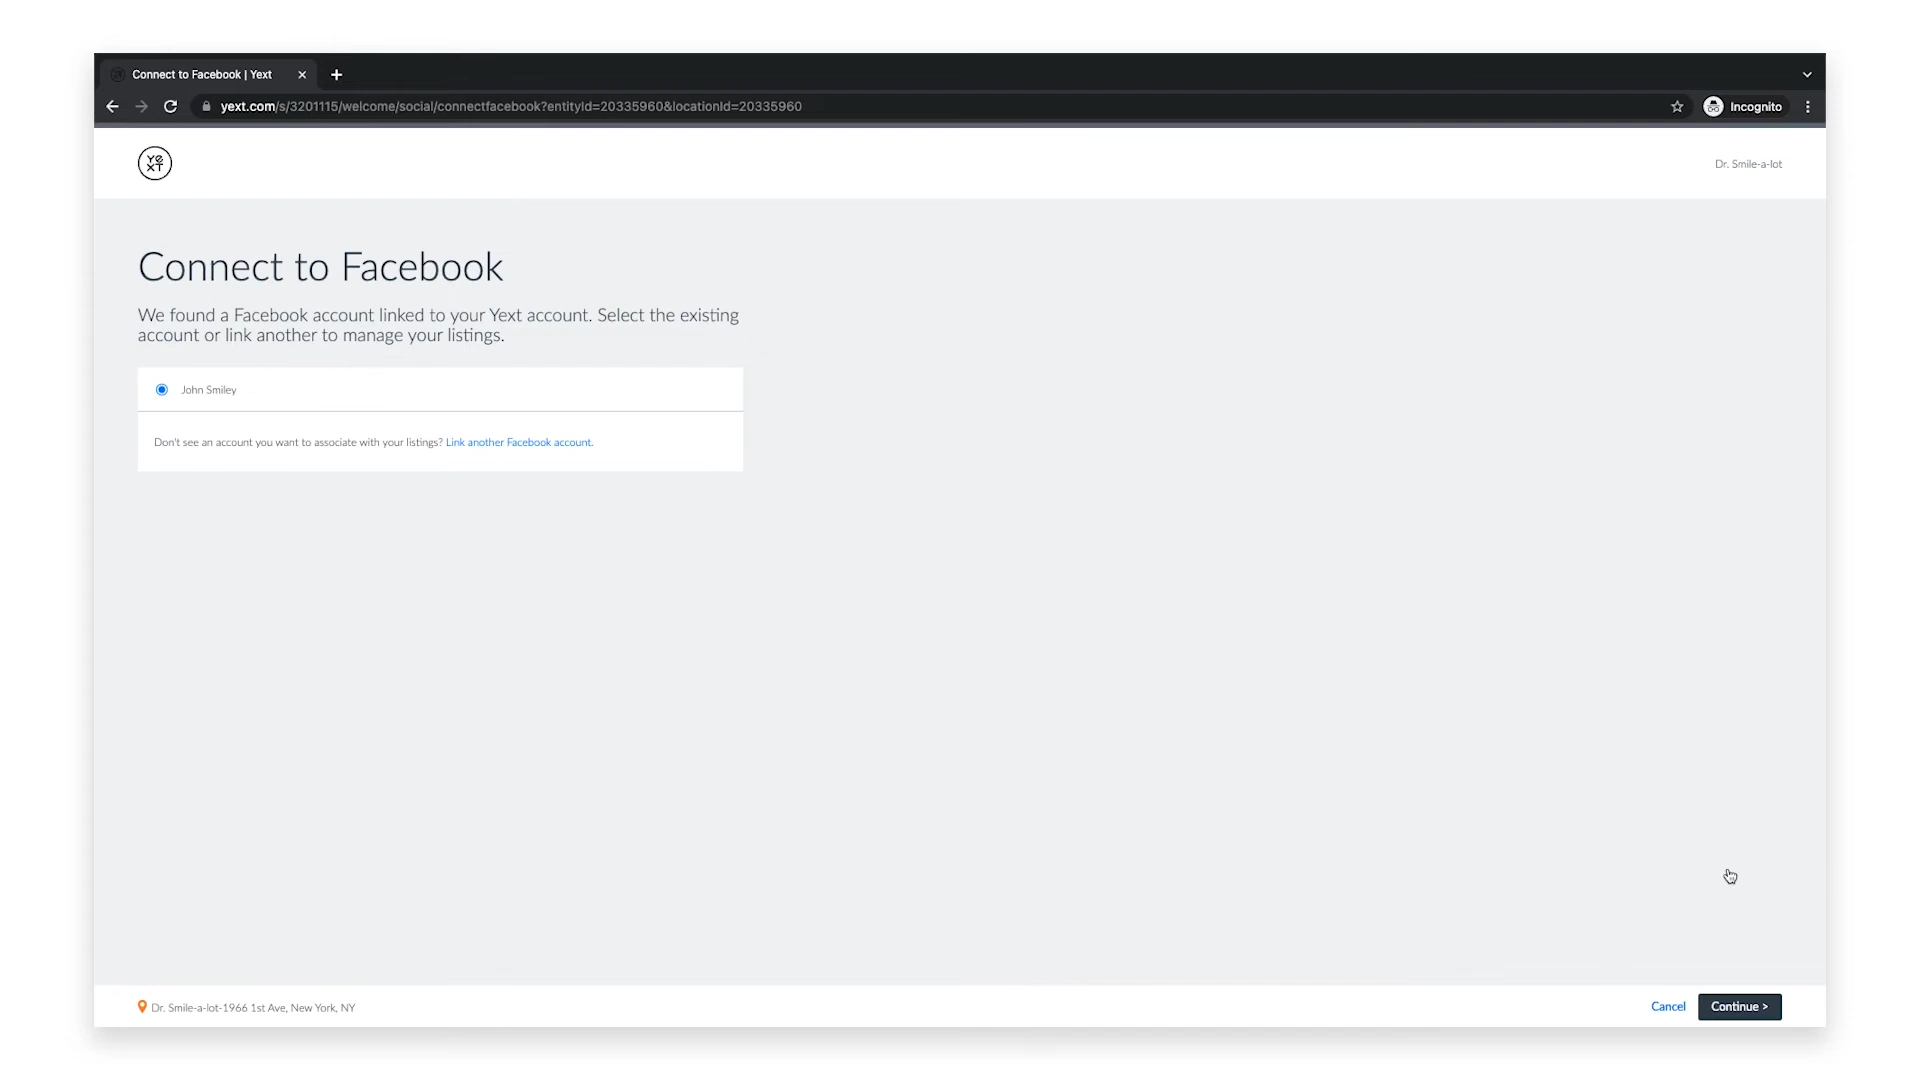 Connect to Facebook | Yext
yext.com/s/3201115/welcome/social/connectfacebook?entityId=20335960&locationId=20335960
Incognito
YEXT
Dr. Smile-a-lot
Connect to Facebook
We found a Facebook account linked to your Yext account. Select the existing
account or link another to manage your listings.
John Smiley
Don't see an account you want to associate with your listings? Link another Facebook account.
Dr. Smile-a-lot-1966 1st Ave, New York, NY
Cancel
Continue >